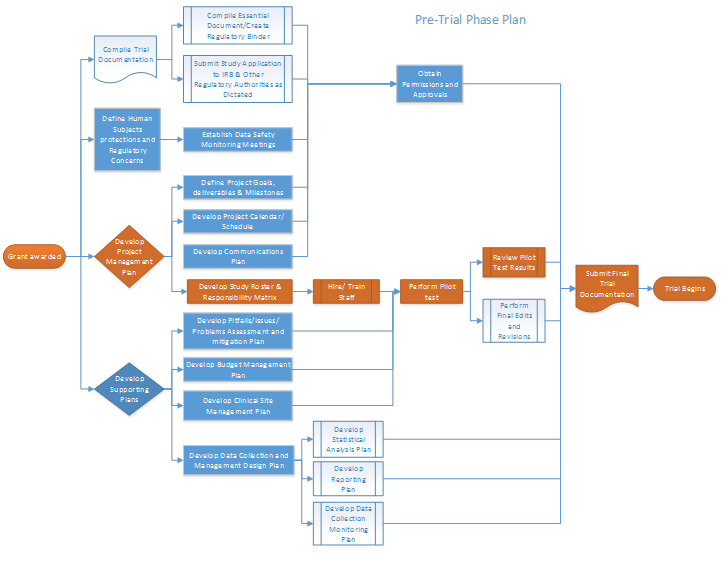 Pre-Trial Phase Plan
Compile Essential
Document/Create
Regulatory Binder
Compile Trial
Documentation
Submit Study Application
to IRB & Other
Regulatory Authorities as
Dictated
Obtain
Permissions and
Approvals
Define Human
Subjects
protections and
Regulatory
Concerns
Establish Data Safety
Monitoring Meetings
Define Project Goals,
deliverables & Milestones
Develop Project Calendar/
Schedule
Grant awarded
Develop
Project
Management
Plan
Develop Communications
Plan
Develop Study Roster &
Responsibility Matrix
Hire/ Train
Staff
Perform Pilot
test
Review Pilot
Test Results
Perform
Final Edits
and
Revisions
Submit Final
Trial
Documentation
Trial Begins
Develop Pitfalls/Issues/
Problems Assessment and
mitigation Plan
Develop
Supporting
Plans
Develop Budget Management
Plan
Develop Clinical Site
Management Plan
Develop Data Collection and
Management Design Plan
Develop
Statistical
Analysis Plan
Develop
Reporting
Plan
Develop Data
Collection
Monitoring
Plan